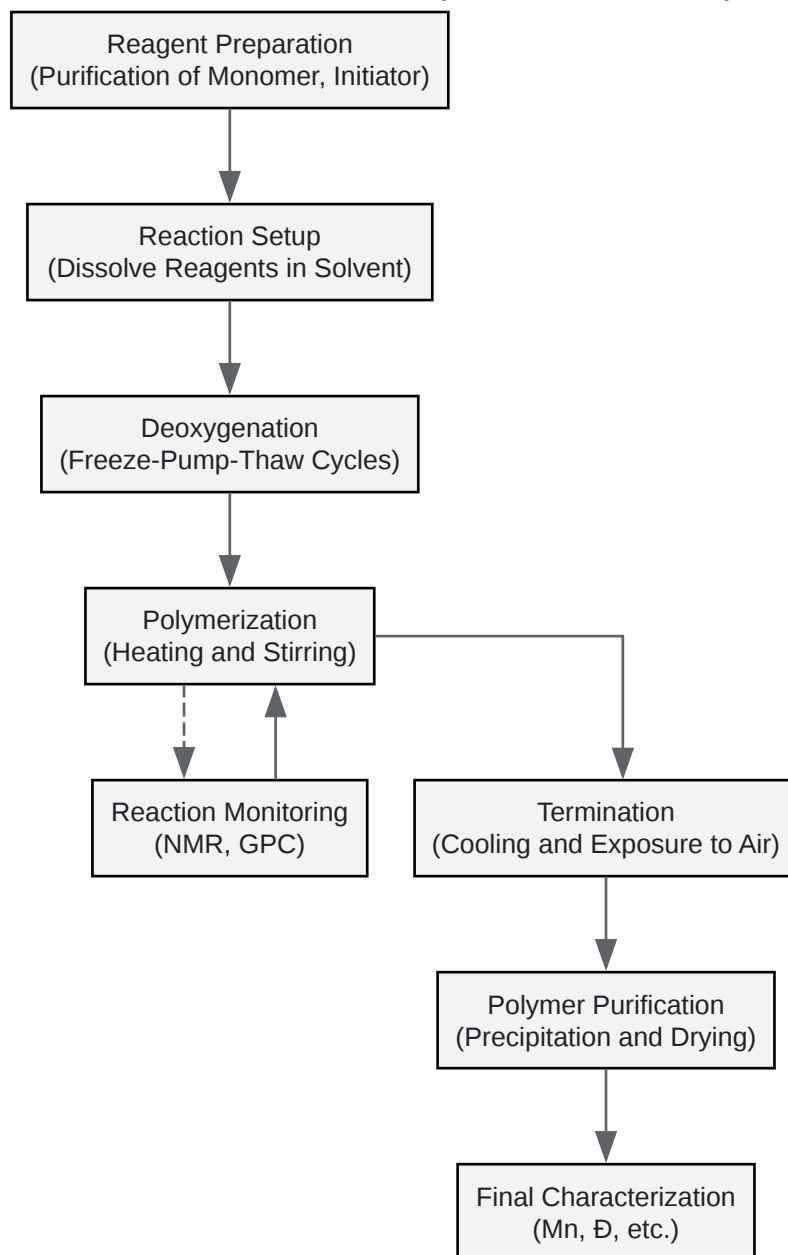 Reagent Preparation
(Purification of Monomer, Initiator)
Reaction Setup
(Dissolve Reagents in Solvent)
Deoxygenation
(Freeze-Pump-Thaw Cycles)
Polymerization
(Heating and Stirring)
Reaction Monitoring
(NMR, GPC)
Termination
(Cooling and Exposure to Air)
Polymer Purification
(Precipitation and Drying)
Final Characterization
(Mn, Đ, etc.)